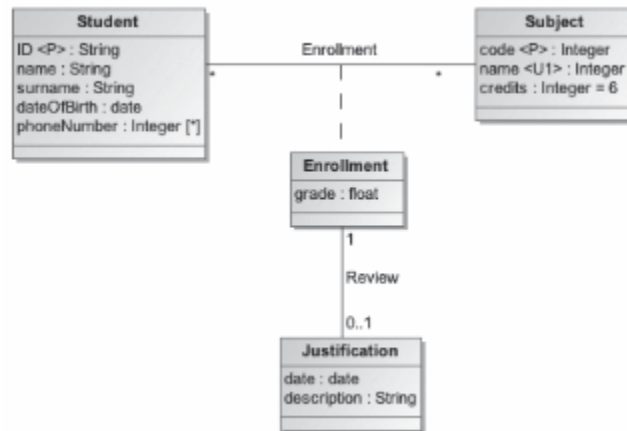 Student
ID <P> : String
name : String
surname : String
dateOfBirth : date
phoneNumber : Integer [*]
Enrollment
*
*
Subject
code <P> : Integer
name <U1> : Integer
credits : Integer = 6
Enrollment
grade : float
1
Review
0..1
Justification
date : date
description : String